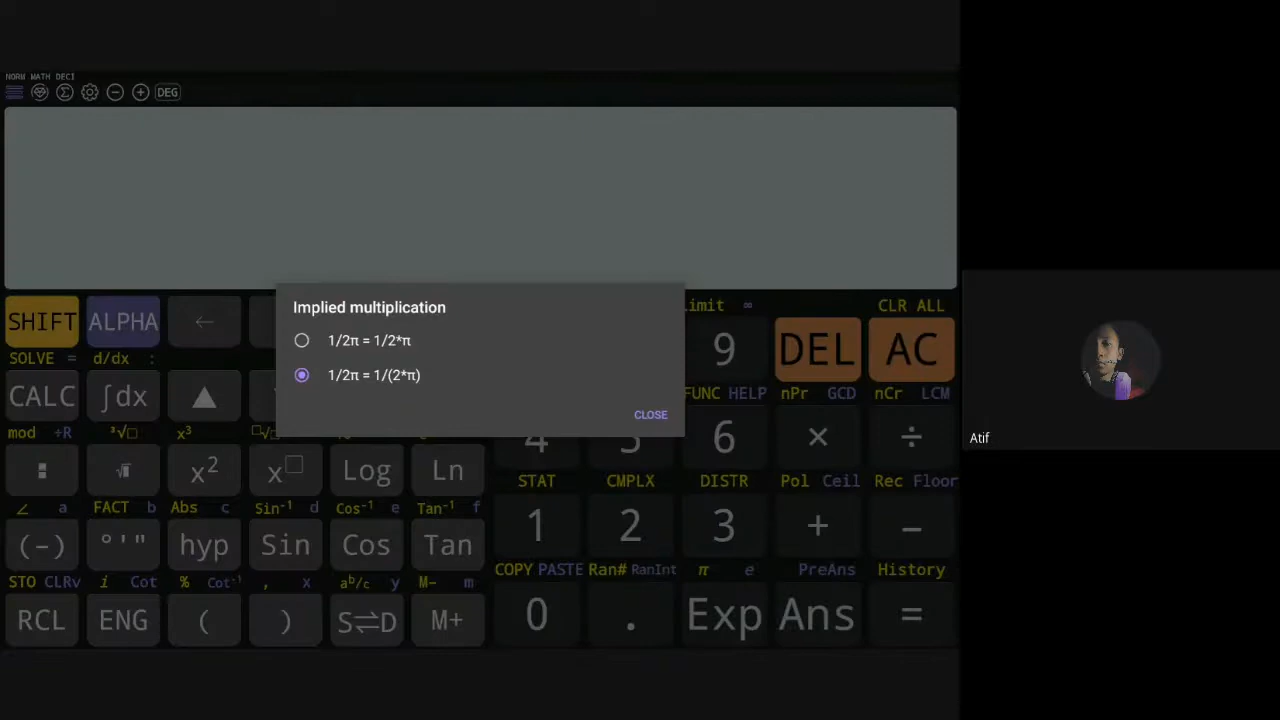 NORM MATH DECI
DEG
Implied multiplication
1/2π = 1/2*π
1/2π = 1/(2*π)
CLOSE
Limit ∞ CLR ALL
SHIFT ALPHA ← 9 DEL AC
SOLVE = d/dx : FUNC HELP nPr GCD nCr LCM
CALC ∫dx ▲ 4 5 6 × ÷
mod ÷R ³√□ x³ □√□
√ x² x□ Log Ln
STAT CMPLX DISTR Pol Ceil Rec Floor
1 2 3 + −
∠ a FACT b Abs c Sin⁻¹ d Cos⁻¹ e Tan⁻¹ f
(−) °'" hyp Sin Cos Tan
COPY PASTE Ran# RanInt π e PreAns History
STO CLRv i Cot % Cot⁻¹ , x aᵇ/c y M− m
RCL ENG ( ) S⇌D M+ 0 . Exp Ans =
Atif